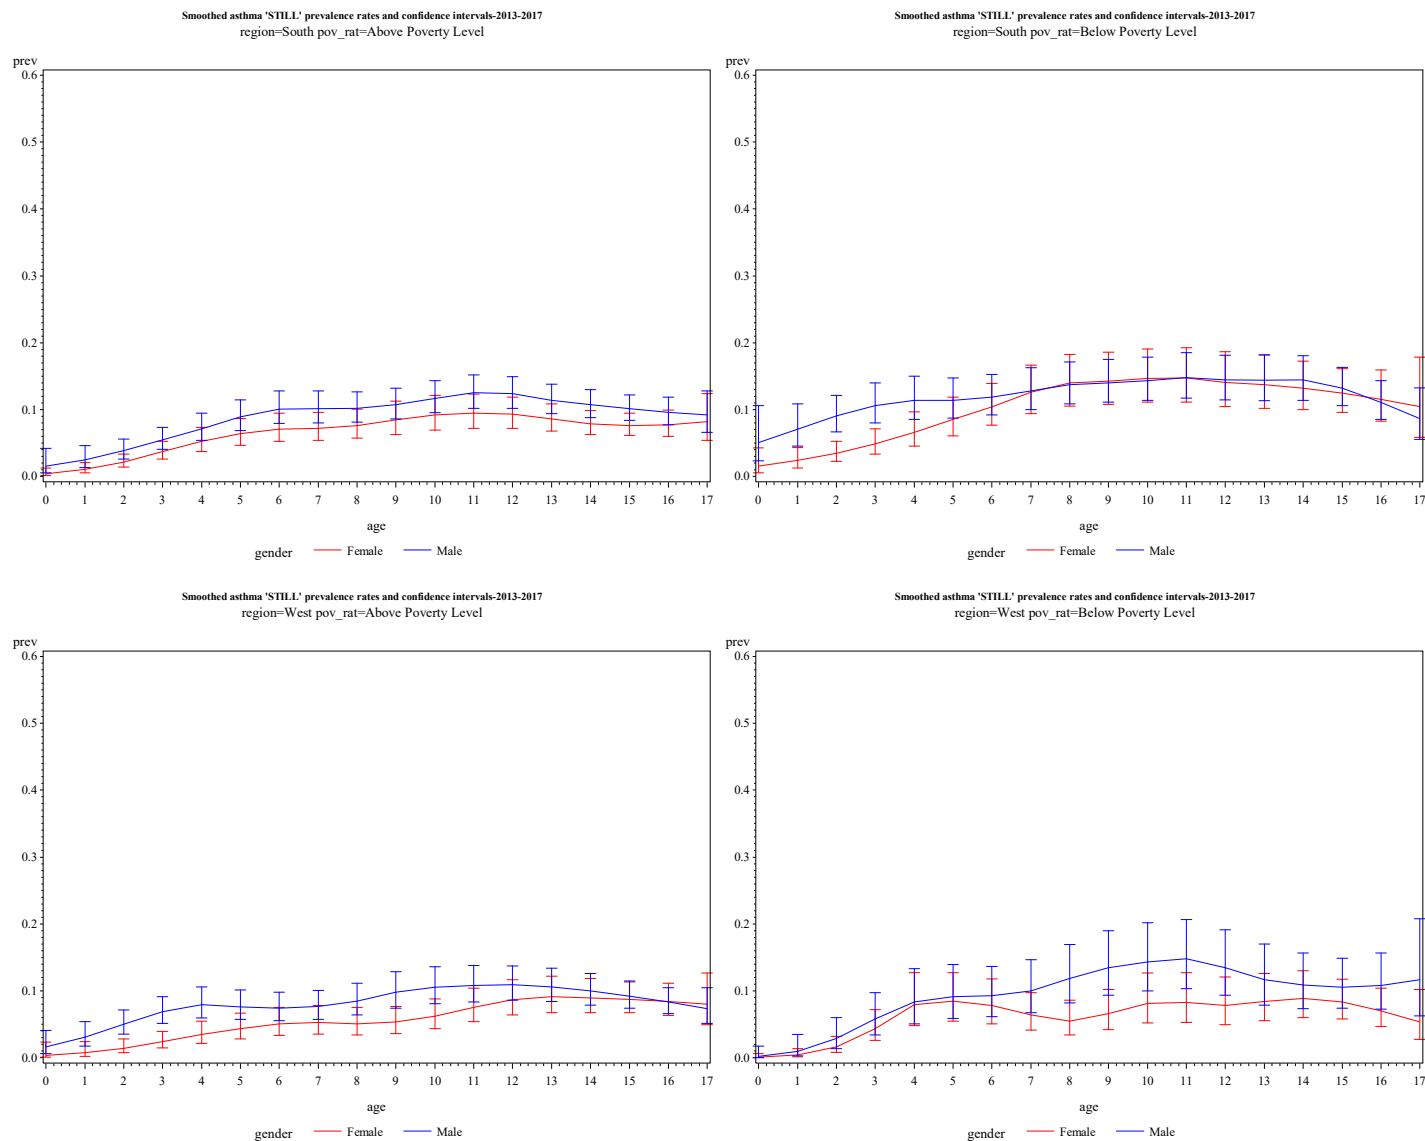 Smoothed asthma 'STILL' prevalence rates and confidence intervals-2013-2017
region=South pov_rat=Above Poverty Level
prev
0.6
0.5
0.4
0.3
0.2
0.1
0.0
0 1 2 3 4 5 6 7 8 9 10 11 12 13 14 15 16 17
age
gender Female Male
Smoothed asthma 'STILL' prevalence rates and confidence intervals-2013-2017
region=South pov_rat=Below Poverty Level
prev
0.6
0.5
0.4
0.3
0.2
0.1
0.0
0 1 2 3 4 5 6 7 8 9 10 11 12 13 14 15 16 17
age
gender Female Male
Smoothed asthma 'STILL' prevalence rates and confidence intervals-2013-2017
region=West pov_rat=Above Poverty Level
prev
0.6
0.5
0.4
0.3
0.2
0.1
0.0
0 1 2 3 4 5 6 7 8 9 10 11 12 13 14 15 16 17
age
gender Female Male
Smoothed asthma 'STILL' prevalence rates and confidence intervals-2013-2017
region=West pov_rat=Below Poverty Level
prev
0.6
0.5
0.4
0.3
0.2
0.1
0.0
0 1 2 3 4 5 6 7 8 9 10 11 12 13 14 15 16 17
age
gender Female Male